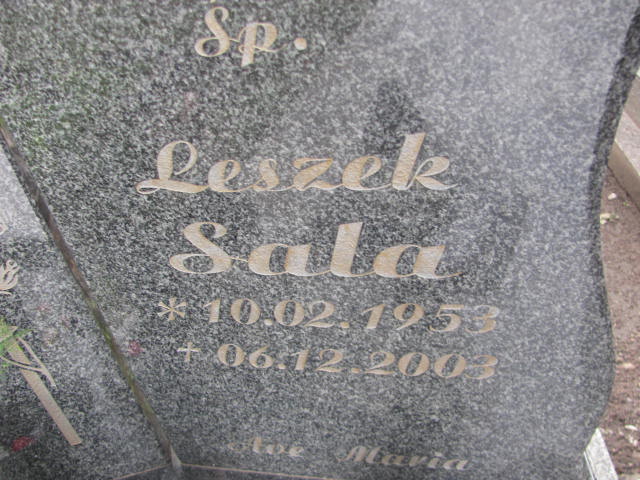 Śp.
Leszek
Sala
* 10.02.1953
+ 06.12.2003
Ave Maria